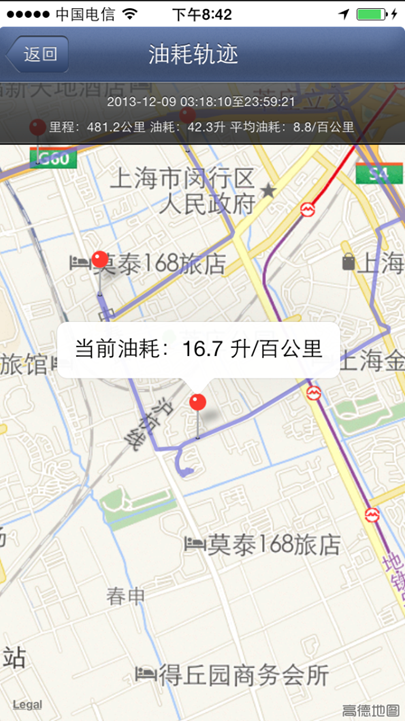 中国电信
下午8:42
返回
油耗轨迹
2013-12-09 03:18:10至23:59:21
里程：481.2公里 油耗：42.3升 平均油耗：8.8/百公里
G60
S4
上海市闵行区
人民政府
莫泰168旅店
上海
当前油耗：16.7 升/百公里
旅馆
上海金
沪杭线
莫泰168旅店
地铁
春申
站
得丘园商务会所
Legal
高德地图